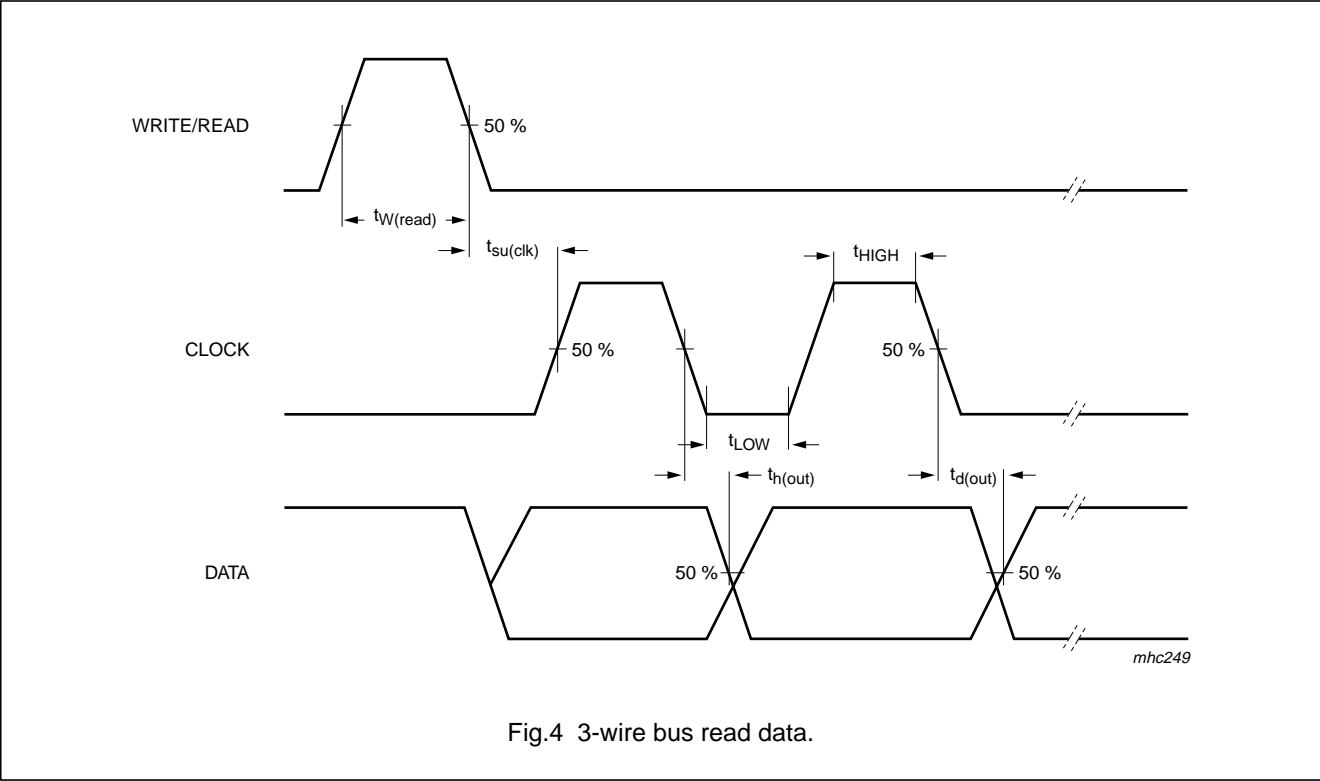 WRITE/READ
50 %
tW(read)
tsu(clk)
tHIGH
CLOCK
50 %
50 %
tLOW
th(out)
td(out)
DATA
50 %
50 %
mhc249
Fig.4 3-wire bus read data.